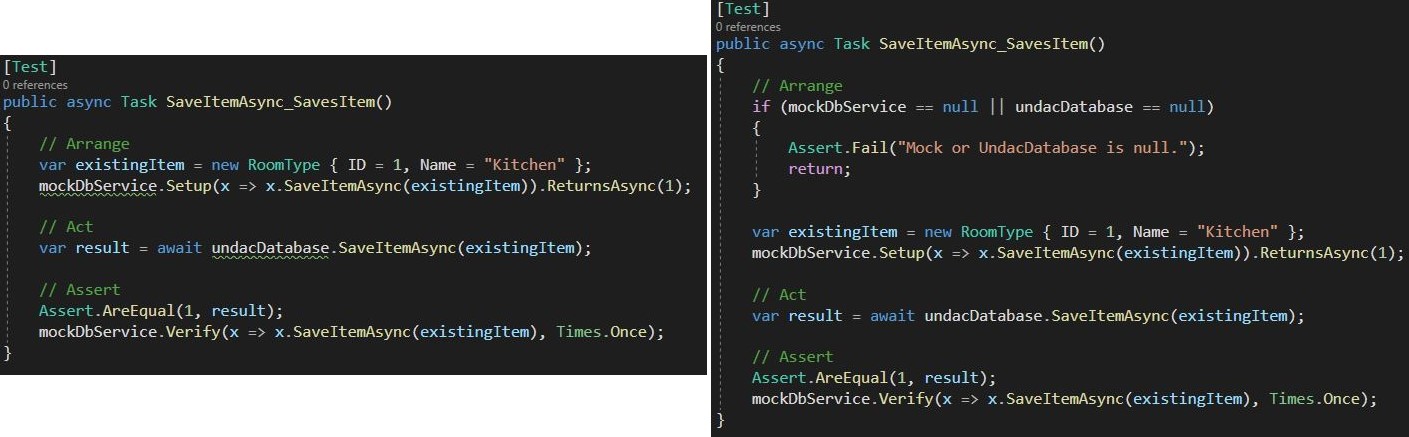 [Test]
0 references
public async Task SaveItemAsync_SavesItem()
{
    // Arrange
    var existingItem = new RoomType { ID = 1, Name = "Kitchen" };
    mockDbService.Setup(x => x.SaveItemAsync(existingItem)).ReturnsAsync(1);

    // Act
    var result = await undacDatabase.SaveItemAsync(existingItem);

    // Assert
    Assert.AreEqual(1, result);
    mockDbService.Verify(x => x.SaveItemAsync(existingItem), Times.Once);
}
[Test]
0 references
public async Task SaveItemAsync_SavesItem()
{
    // Arrange
    if (mockDbService == null || undacDatabase == null)
    {
        Assert.Fail("Mock or UndacDatabase is null.");
        return;
    }

    var existingItem = new RoomType { ID = 1, Name = "Kitchen" };
    mockDbService.Setup(x => x.SaveItemAsync(existingItem)).ReturnsAsync(1);

    // Act
    var result = await undacDatabase.SaveItemAsync(existingItem);

    // Assert
    Assert.AreEqual(1, result);
    mockDbService.Verify(x => x.SaveItemAsync(existingItem), Times.Once);
}